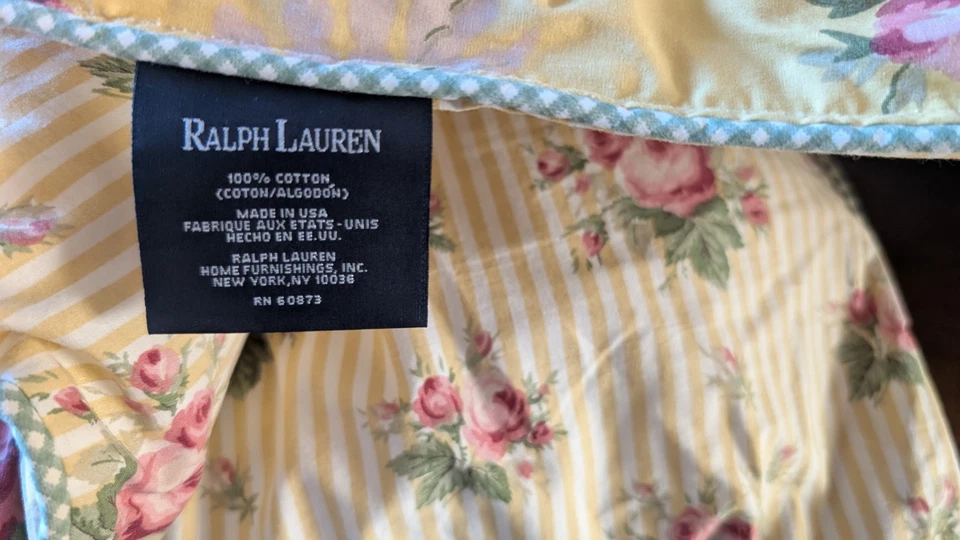 RALPH LAUREN
100% COTTON
(COTON/ALGODÓN)
MADE IN USA
FABRIQUE AUX ETATS-UNIS
HECHO EN EE.UU.
RALPH LAUREN
HOME FURNISHINGS, INC.
NEW YORK,NY 10036
RN 60873